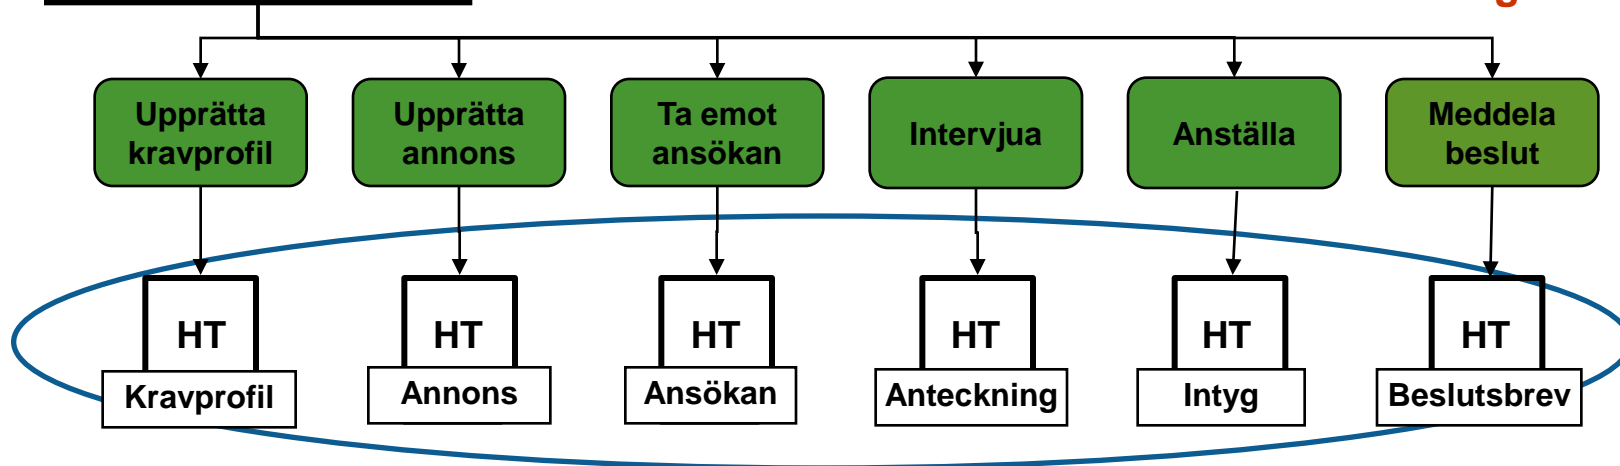 g
Upprätta
kravprofil
Upprätta
annons
Ta emot
ansökan
Intervjua
Anställa
Meddela
beslut
HT
HT
HT
HT
HT
HT
Kravprofil
Annons
Ansökan
Anteckning
Intyg
Beslutsbrev